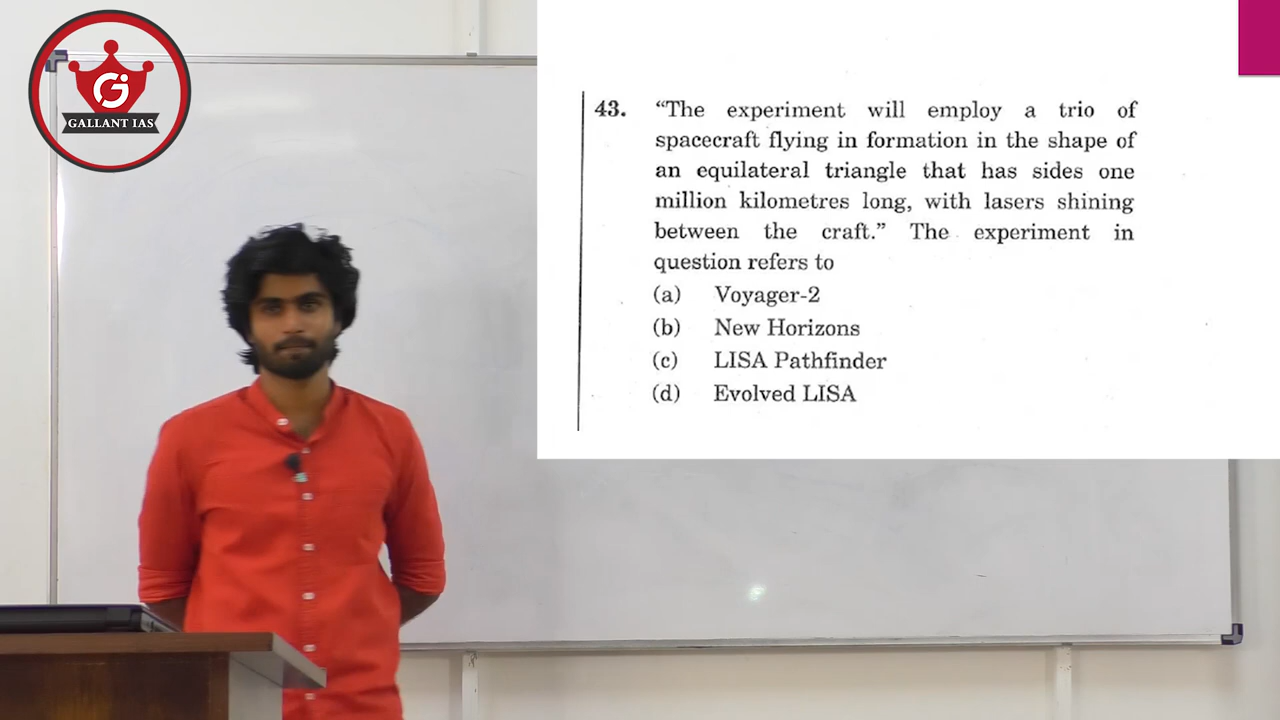 GALLANT IAS
43. “The experiment will employ a trio of
spacecraft flying in formation in the shape of
an equilateral triangle that has sides one
million kilometres long, with lasers shining
between the craft.” The experiment in
question refers to
(a) Voyager-2
(b) New Horizons
(c) LISA Pathfinder
(d) Evolved LISA